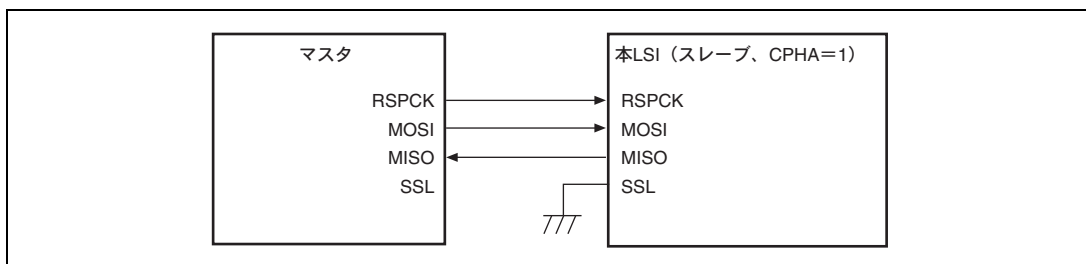 マスタ
RSPCK
MOSI
MISO
SSL
本LSI（スレーブ、CPHA＝1）
RSPCK
MOSI
MISO
SSL